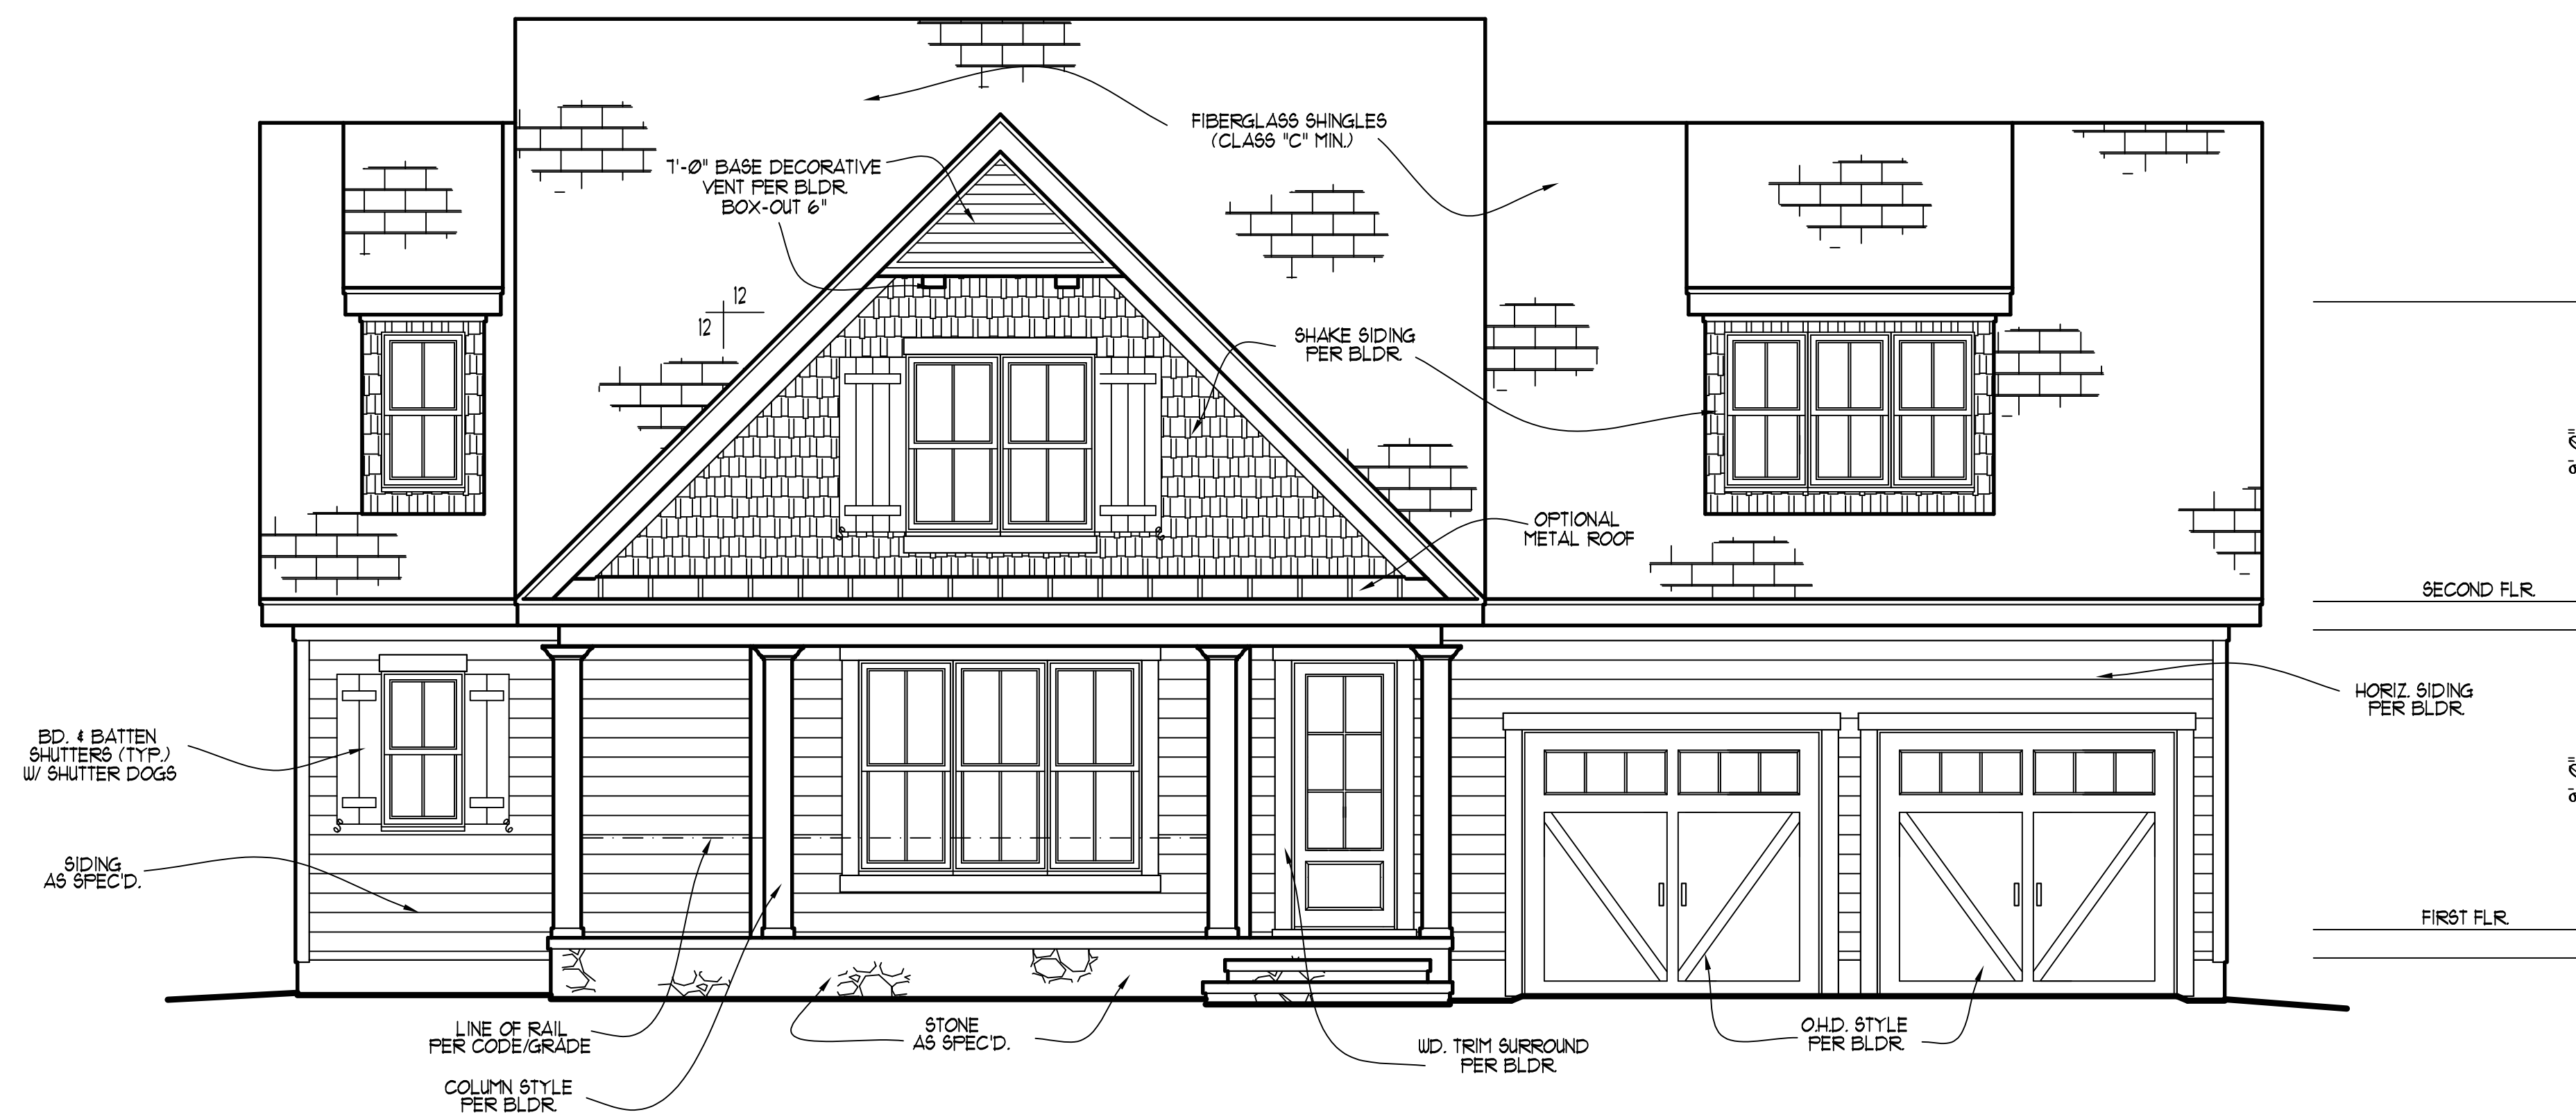 FIBERGLASS SHINGLES
(CLASS "C" MIN.)
7'-0" BASE DECORATIVE
VENT PER BLDR.
BOX-OUT 6"
12
12
SHAKE SIDING
PER BLDR.
OPTIONAL
METAL ROOF
SECOND FLR.
HORIZ. SIDING
PER BLDR.
BD. & BATTEN
SHUTTERS (TYP.)
W/ SHUTTER DOGS
SIDING
AS SPEC'D.
FIRST FLR.
LINE OF RAIL
PER CODE/GRADE
STONE
AS SPEC'D.
WD. TRIM SURROUND
PER BLDR.
O.H.D. STYLE
PER BLDR.
COLUMN STYLE
PER BLDR.